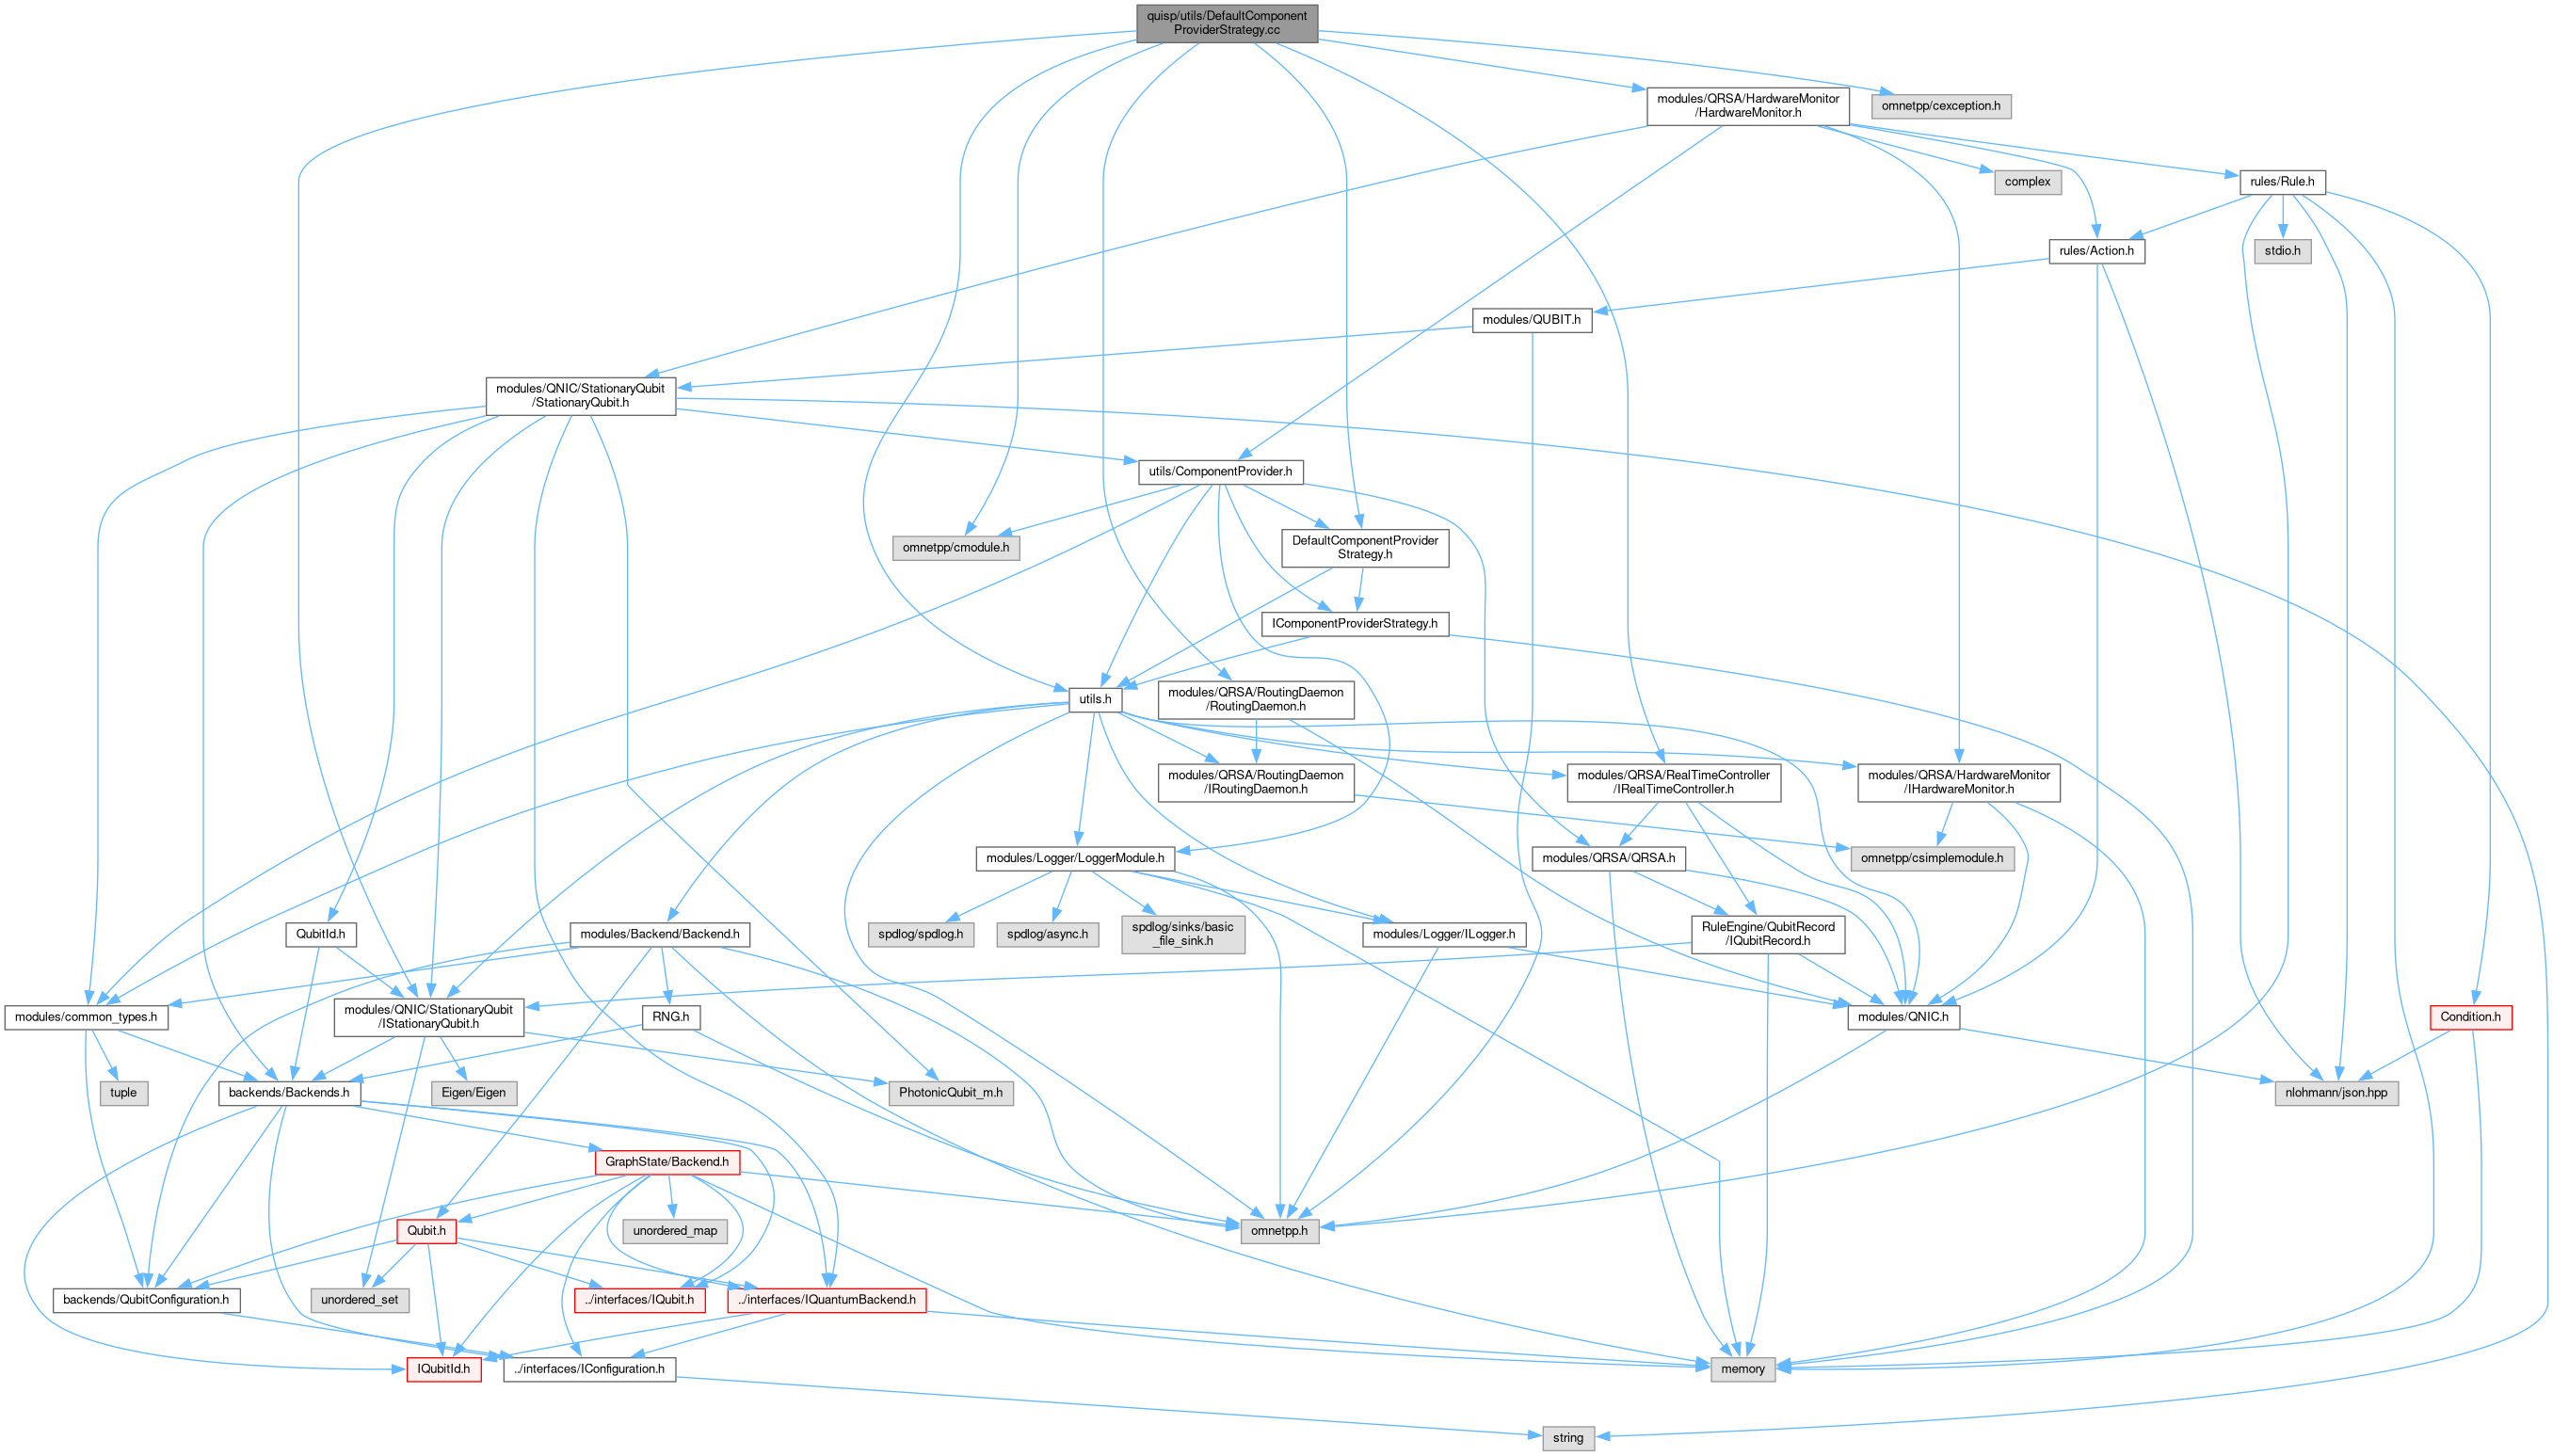 quisp/utils/DefaultComponent
ProviderStrategy.cc
modules/QRSA/HardwareMonitor
/HardwareMonitor.h
omnetpp/cexception.h
complex
rules/Rule.h
rules/Action.h
stdio.h
modules/QUBIT.h
modules/QNIC/StationaryQubit
/StationaryQubit.h
utils/ComponentProvider.h
omnetpp/cmodule.h
DefaultComponentProvider
Strategy.h
IComponentProviderStrategy.h
utils.h
modules/QRSA/RoutingDaemon
/RoutingDaemon.h
modules/QRSA/RoutingDaemon
/IRoutingDaemon.h
modules/QRSA/RealTimeController
/IRealTimeController.h
modules/QRSA/HardwareMonitor
/IHardwareMonitor.h
modules/Logger/LoggerModule.h
modules/QRSA/QRSA.h
omnetpp/csimplemodule.h
QubitId.h
modules/Backend/Backend.h
spdlog/spdlog.h
spdlog/async.h
spdlog/sinks/basic
_file_sink.h
modules/Logger/ILogger.h
RuleEngine/QubitRecord
/IQubitRecord.h
modules/common_types.h
modules/QNIC/StationaryQubit
/IStationaryQubit.h
RNG.h
modules/QNIC.h
Condition.h
tuple
backends/Backends.h
Eigen/Eigen
PhotonicQubit_m.h
nlohmann/json.hpp
GraphState/Backend.h
Qubit.h
unordered_map
omnetpp.h
backends/QubitConfiguration.h
unordered_set
../interfaces/IQubit.h
../interfaces/IQuantumBackend.h
IQubitId.h
../interfaces/IConfiguration.h
memory
string